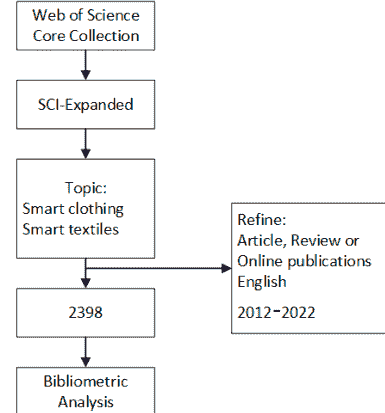 Web of Science
Core Collection
SCI-Expanded
Topic:
Smart clothing
Smart textiles
Refine:
Article, Review or
Online publications
English
2012−2022
2398
Bibliometric
Analysis